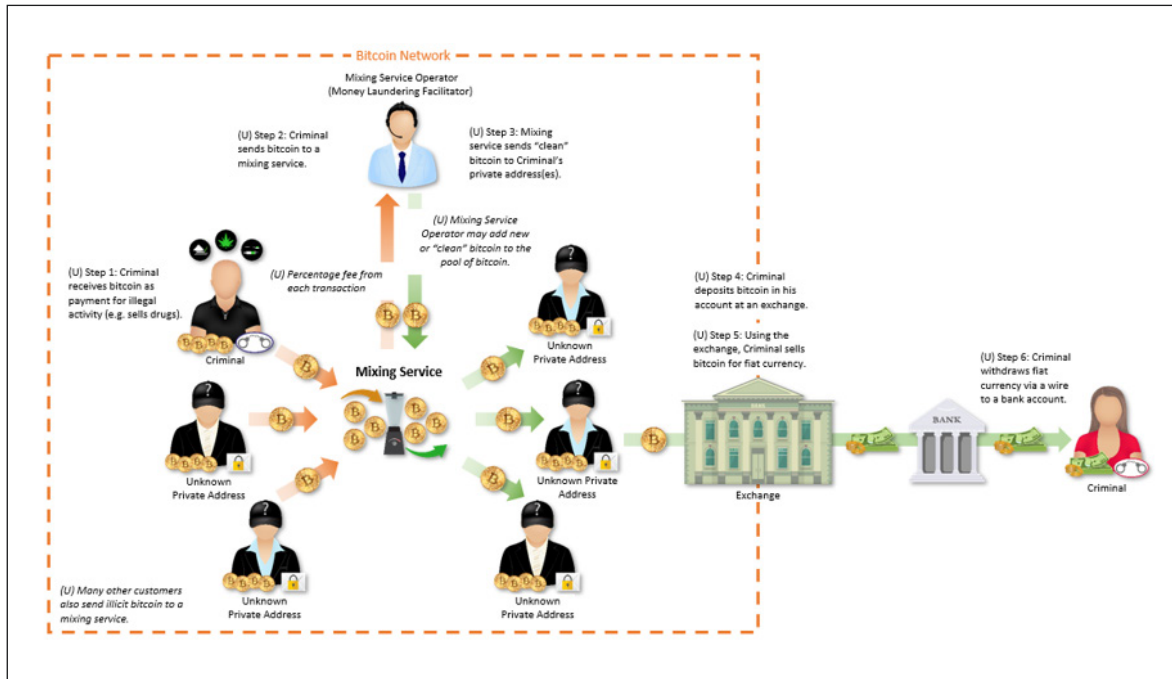 Bitcoin Network
Mixing Service Operator
(Money Laundering Facilitator)
(U) Step 2: Criminal
sends bitcoin to a
mixing service.
(U) Step 3: Mixing
service sends “clean”
bitcoin to Criminal’s
private address(es).
(U) Mixing Service
Operator may add new
or “clean” bitcoin to the
pool of bitcoin.
(U) Step 1: Criminal
receives bitcoin as
payment for illegal
activity (e.g. sells drugs).
(U) Percentage fee from
each transaction
Criminal
Mixing Service
?
Unknown
Private Address
?
Unknown
Private Address
?
Unknown Private
Address
?
Unknown
Private Address
?
Unknown
Private Address
(U) Many other customers
also send illicit bitcoin to a
mixing service.
(U) Step 4: Criminal
deposits bitcoin in his
account at an exchange.
(U) Step 5: Using the
exchange, Criminal sells
bitcoin for fiat currency.
Exchange
BANK
(U) Step 6: Criminal
withdraws fiat
currency via a wire
to a bank account.
Criminal